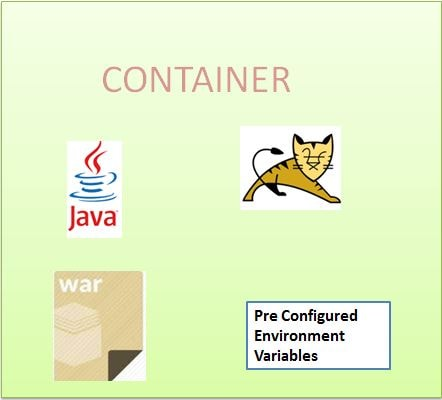 CONTAINER
Java
war
Pre Configured
Environment
Variables